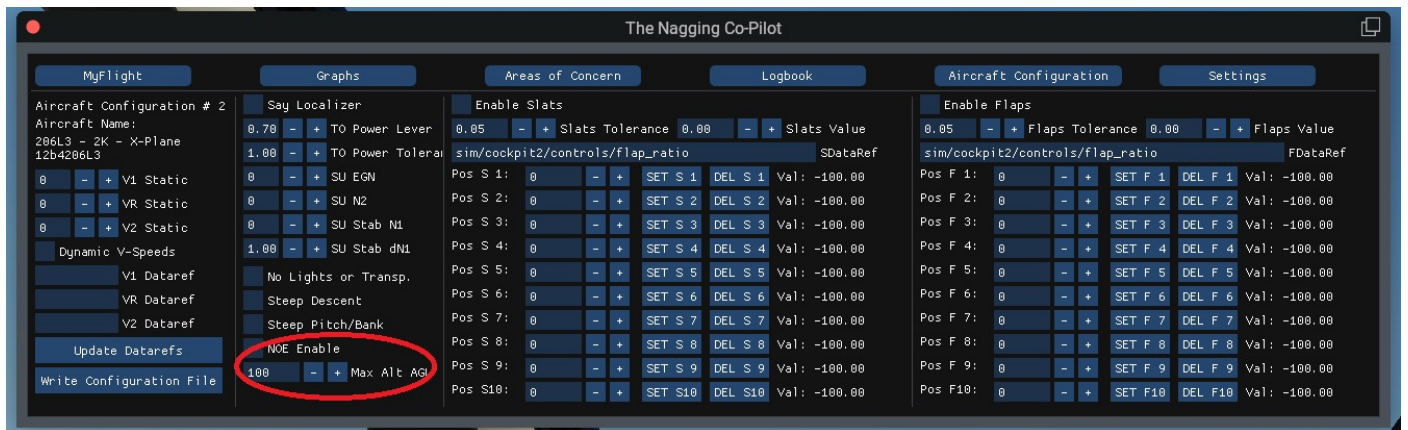 The Nagging Co-Pilot
MyFlight Graphs Areas of Concern Logbook Aircraft Configuration Settings
Aircraft Configuration # 2
Aircraft Name:
206L3 - 2K - X-Plane
12b4206L3
0 - + V1 Static
0 - + VR Static
0 - + V2 Static
Dynamic V-Speeds
V1 Dataref
VR Dataref
V2 Dataref
Update Datarefs
Write Configuration File
Say Localizer
0.70 - + TO Power Lever
1.00 - + TO Power Toleran
0 - + SU EGN
0 - + SU N2
0 - + SU Stab N1
1.00 - + SU Stab dN1
No Lights or Transp.
Steep Descent
Steep Pitch/Bank
NOE Enable
100 - + Max Alt AGL
Enable Slats
0.05 - + Slats Tolerance 0.00 - + Slats Value
sim/cockpit2/controls/flap_ratio SDataRef
Pos S 1: 0 - + SET S 1 DEL S 1 Val: -100.00
Pos S 2: 0 - + SET S 2 DEL S 2 Val: -100.00
Pos S 3: 0 - + SET S 3 DEL S 3 Val: -100.00
Pos S 4: 0 - + SET S 4 DEL S 4 Val: -100.00
Pos S 5: 0 - + SET S 5 DEL S 5 Val: -100.00
Pos S 6: 0 - + SET S 6 DEL S 6 Val: -100.00
Pos S 7: 0 - + SET S 7 DEL S 7 Val: -100.00
Pos S 8: 0 - + SET S 8 DEL S 8 Val: -100.00
Pos S 9: 0 - + SET S 9 DEL S 9 Val: -100.00
Pos S10: 0 - + SET S10 DEL S10 Val: -100.00
Enable Flaps
0.05 - + Flaps Tolerance 0.00 - + Flaps Value
sim/cockpit2/controls/flap_ratio FDataRef
Pos F 1: 0 - + SET F 1 DEL F 1 Val: -100.00
Pos F 2: 0 - + SET F 2 DEL F 2 Val: -100.00
Pos F 3: 0 - + SET F 3 DEL F 3 Val: -100.00
Pos F 4: 0 - + SET F 4 DEL F 4 Val: -100.00
Pos F 5: 0 - + SET F 5 DEL F 5 Val: -100.00
Pos F 6: 0 - + SET F 6 DEL F 6 Val: -100.00
Pos F 7: 0 - + SET F 7 DEL F 7 Val: -100.00
Pos F 8: 0 - + SET F 8 DEL F 8 Val: -100.00
Pos F 9: 0 - + SET F 9 DEL F 9 Val: -100.00
Pos F10: 0 - + SET F10 DEL F10 Val: -100.00